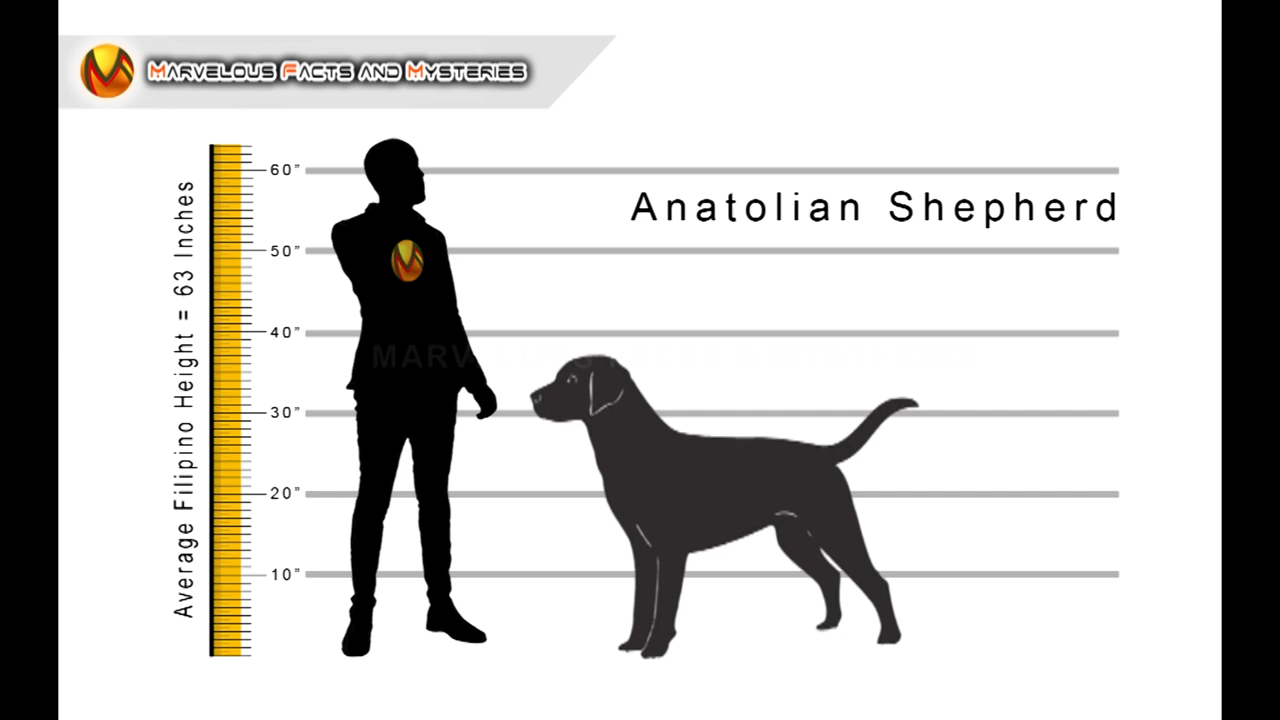 Marvelous Facts and Mysteries
Average Filipino Height = 63 Inches
60"
50"
40"
30"
20"
10"
Anatolian Shepherd